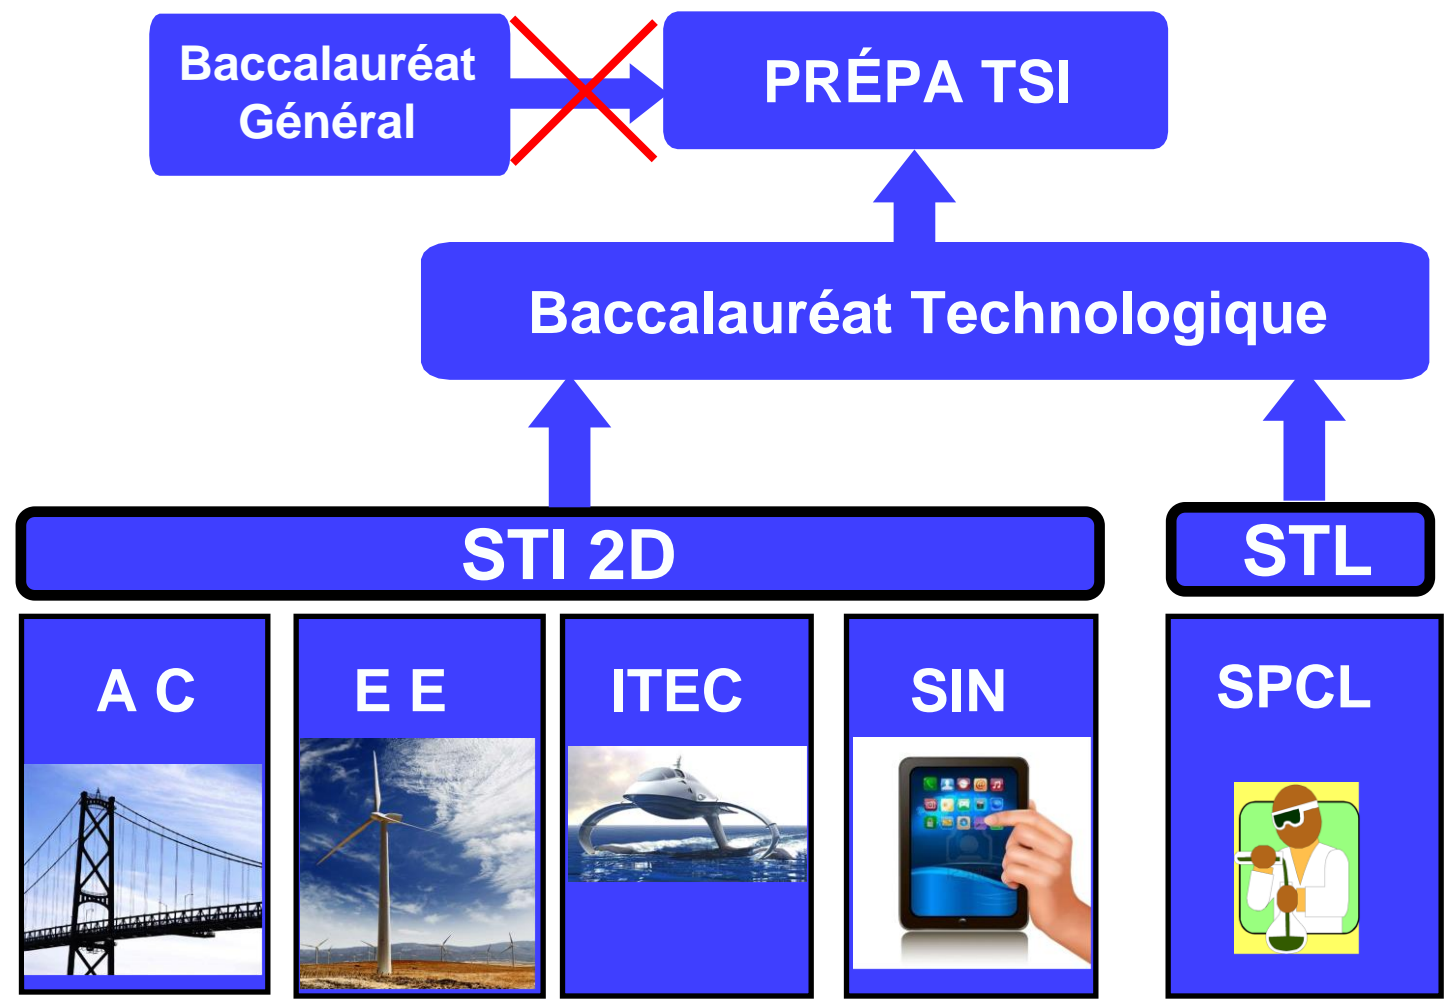 Baccalauréat
Général
PRÉPA TSI
Baccalauréat Technologique
STI 2D
STL
A C
E E
ITEC
SIN
SPCL